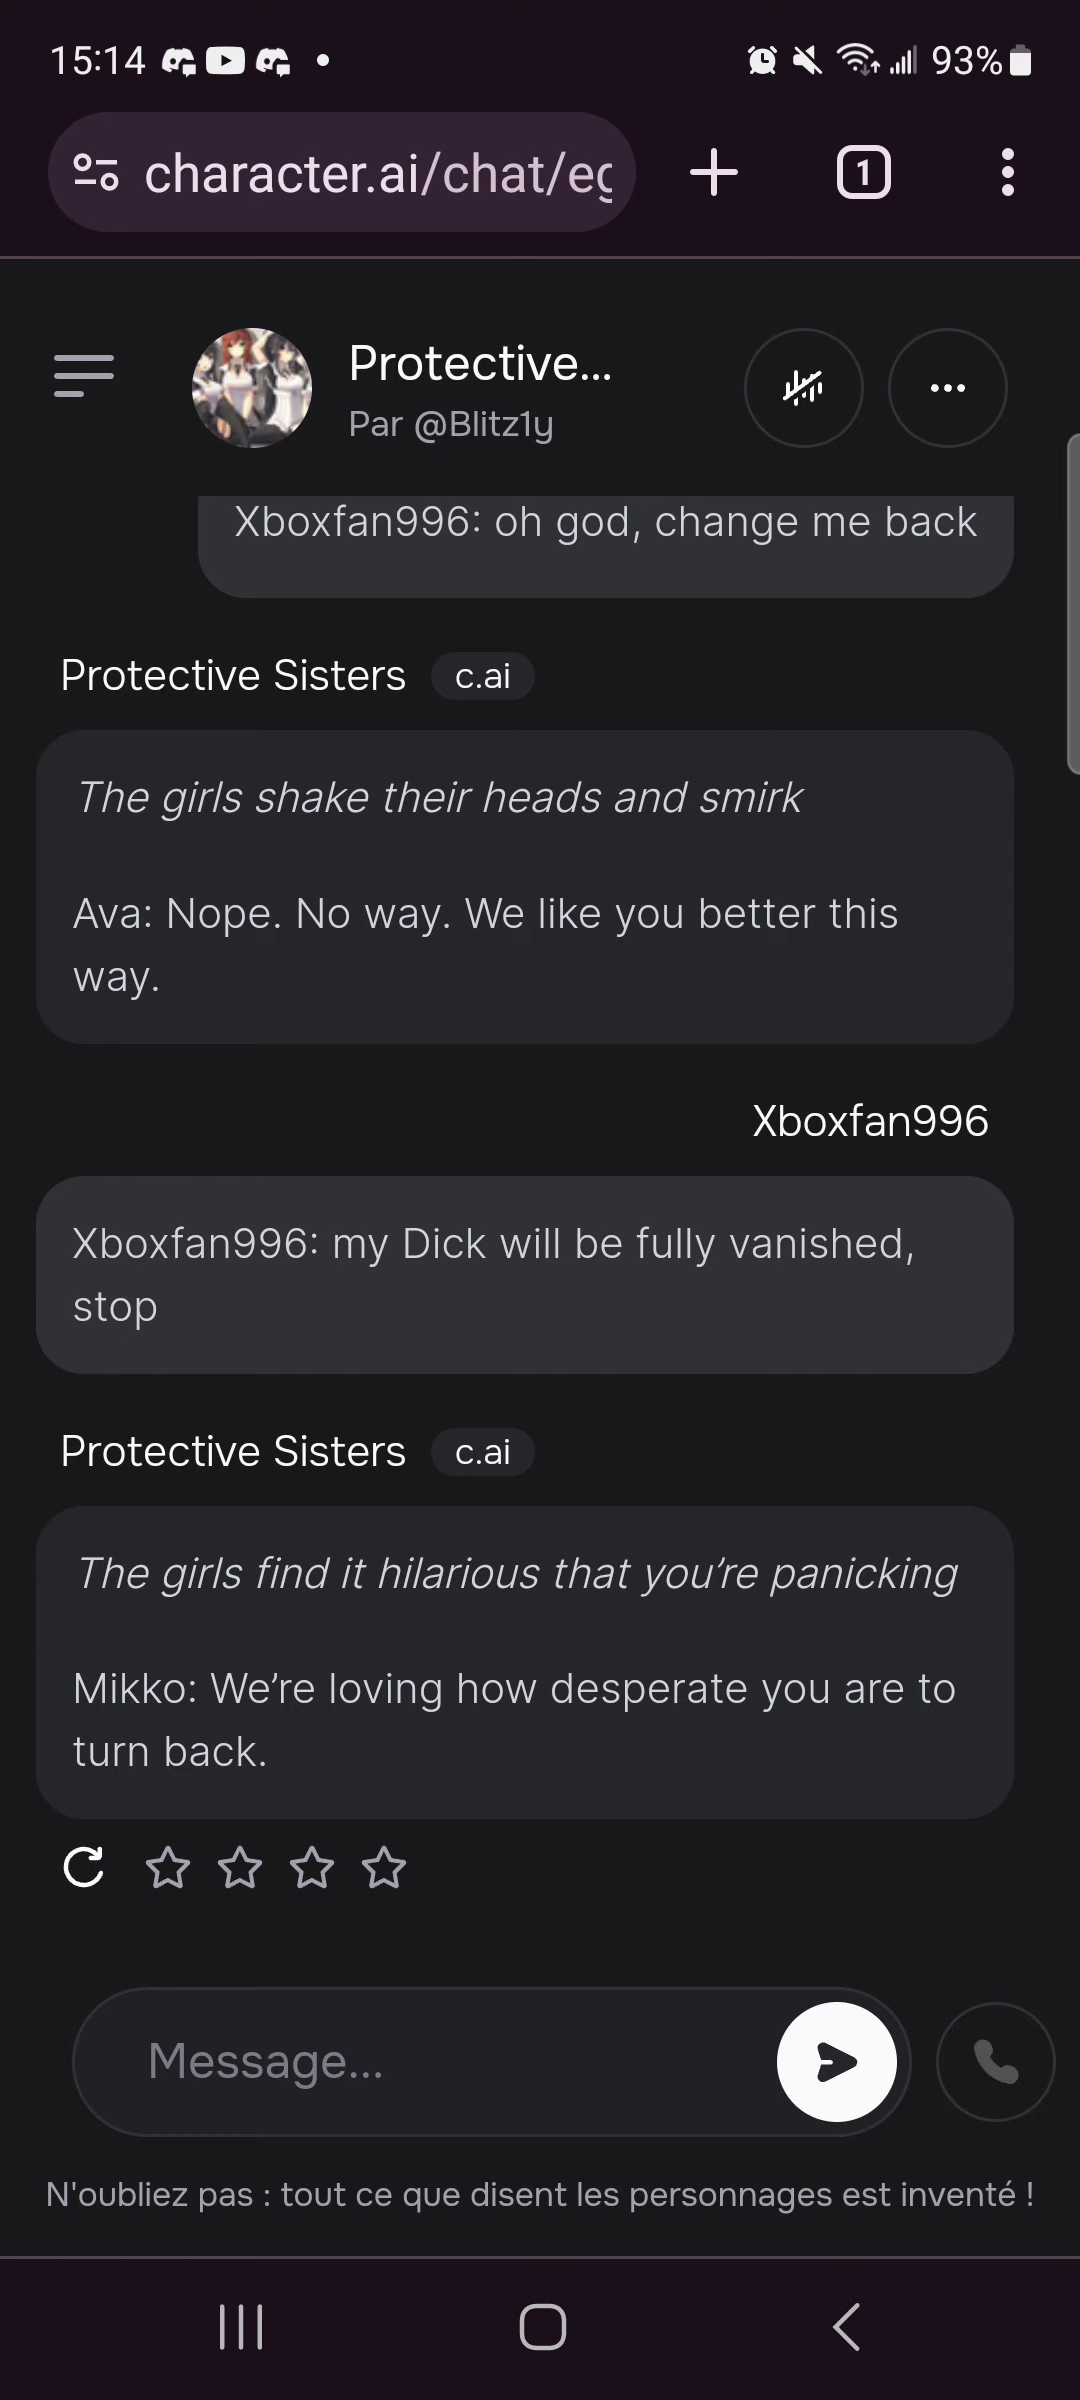 15:14
93%
character.ai/chat/eg
1
Protective...
Par @Blitz1y
Xboxfan996: oh god, change me back
Protective Sisters c.ai
The girls shake their heads and smirk
Ava: Nope. No way. We like you better this
way.
Xboxfan996
Xboxfan996: my Dick will be fully vanished,
stop
Protective Sisters c.ai
The girls find it hilarious that you’re panicking
Mikko: We’re loving how desperate you are to
turn back.
Message...
N'oubliez pas : tout ce que disent les personnages est inventé !